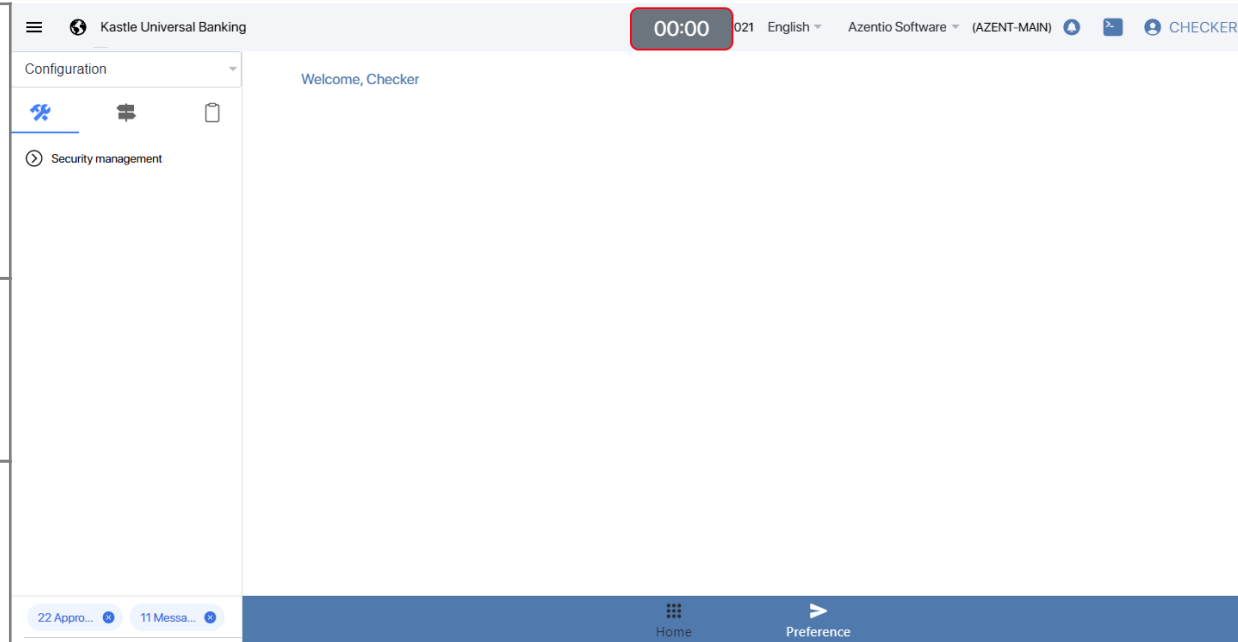 Kastle Universal Banking
00:00 021 English Azentio Software (AZENT-MAIN) CHECKER
Configuration
Welcome, Checker
Security management
22 Appro... 11 Messa...
Home
Preference